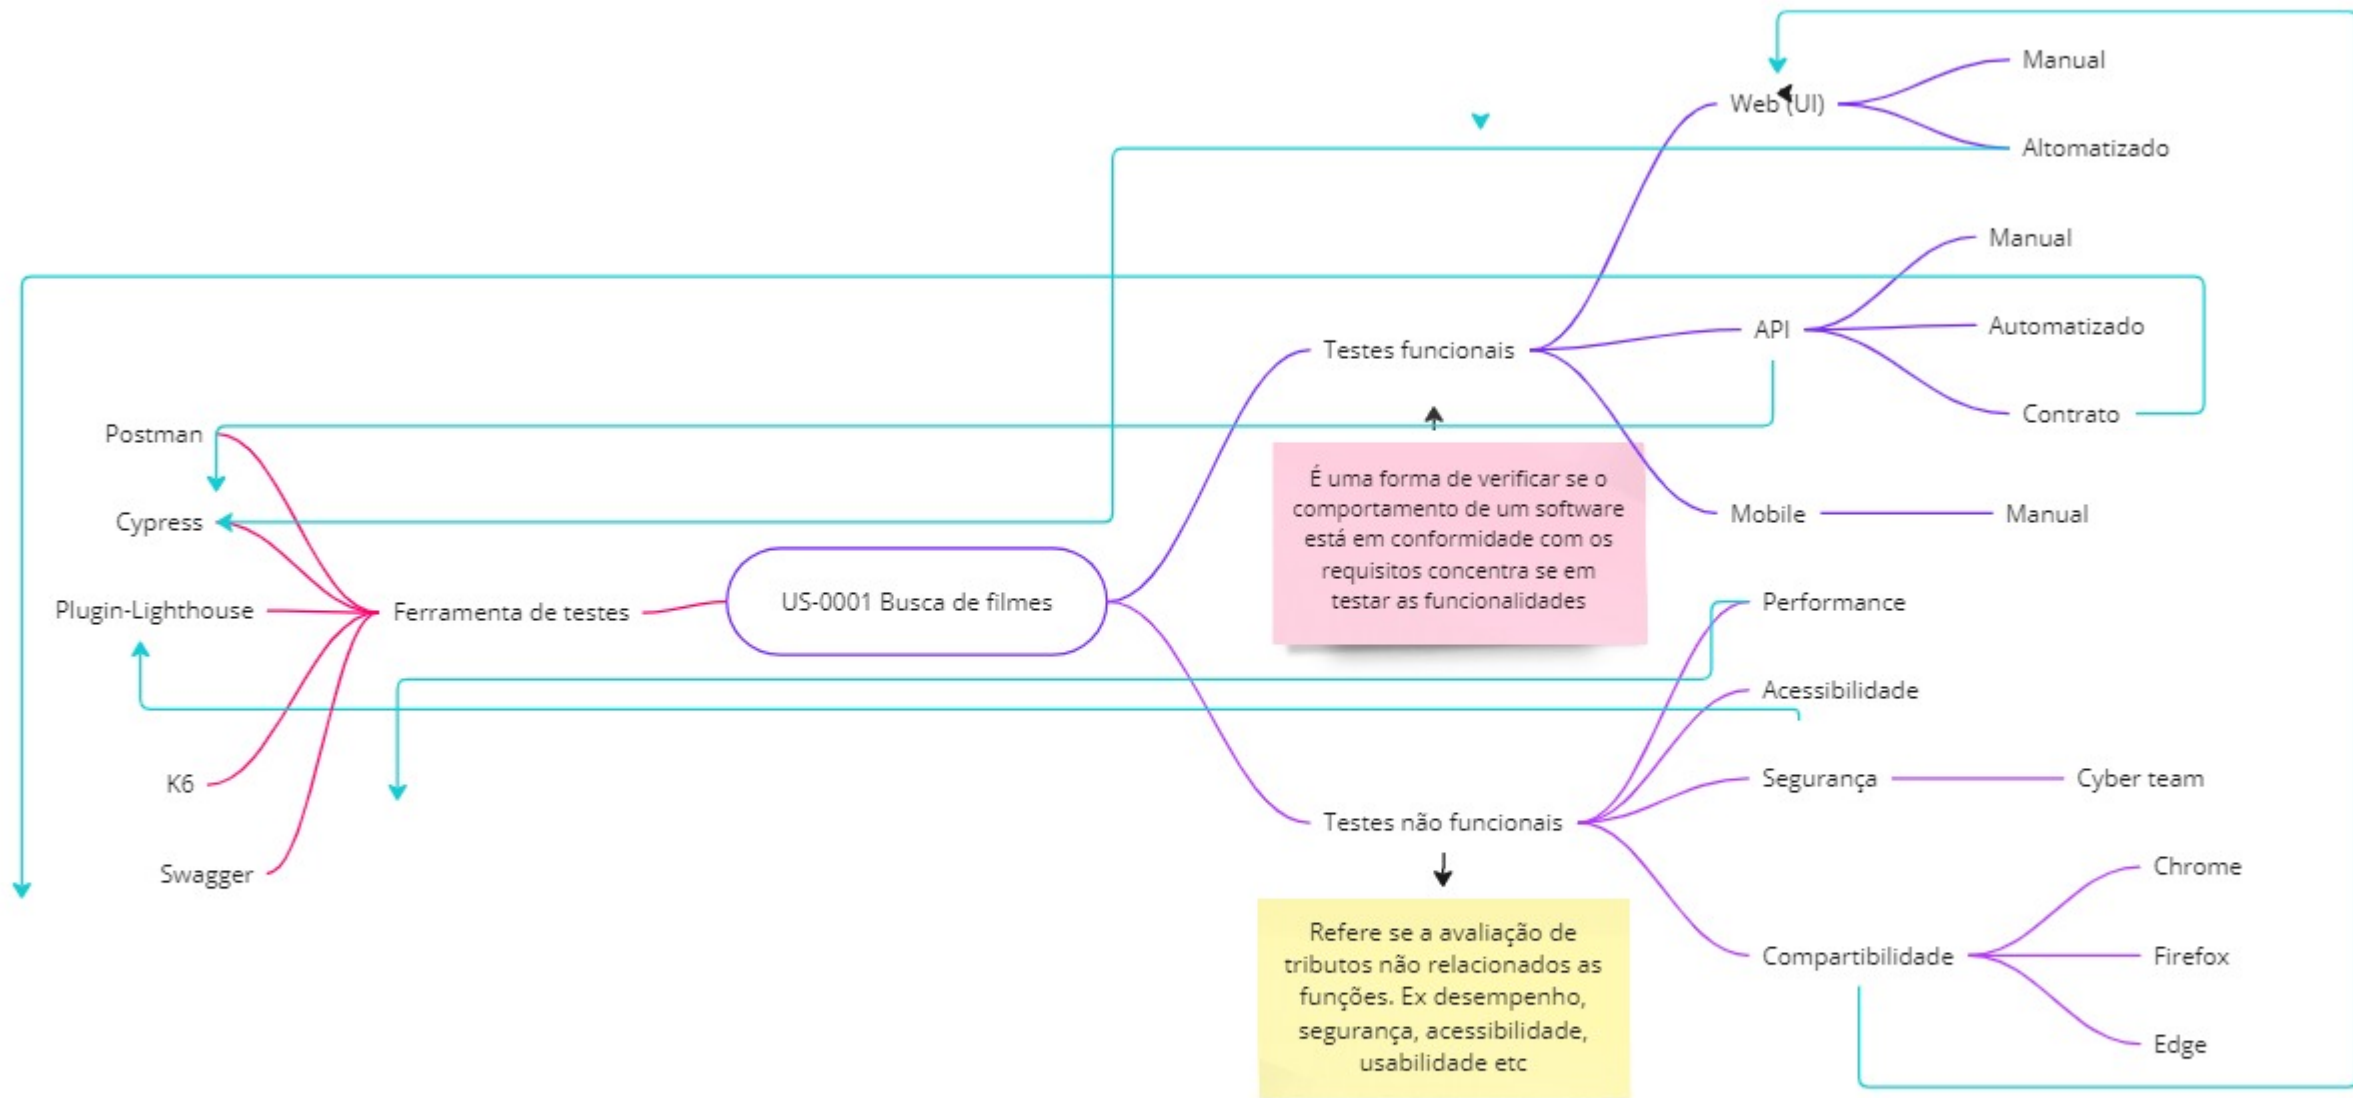 Postman
Cypress
Plugin-Lighthouse
K6
Swagger
Ferramenta de testes
US-0001 Busca de filmes
Testes funcionais
É uma forma de verificar se o
comportamento de um software
está em conformidade com os
requisitos concentra se em
testar as funcionalidades
Web (UI)
Manual
Altomatizado
API
Manual
Automatizado
Contrato
Mobile
Manual
Testes não funcionais
Refere se a avaliação de
tributos não relacionados as
funções. Ex desempenho,
segurança, acessibilidade,
usabilidade etc
Performance
Acessibilidade
Segurança
Cyber team
Compartibilidade
Chrome
Firefox
Edge